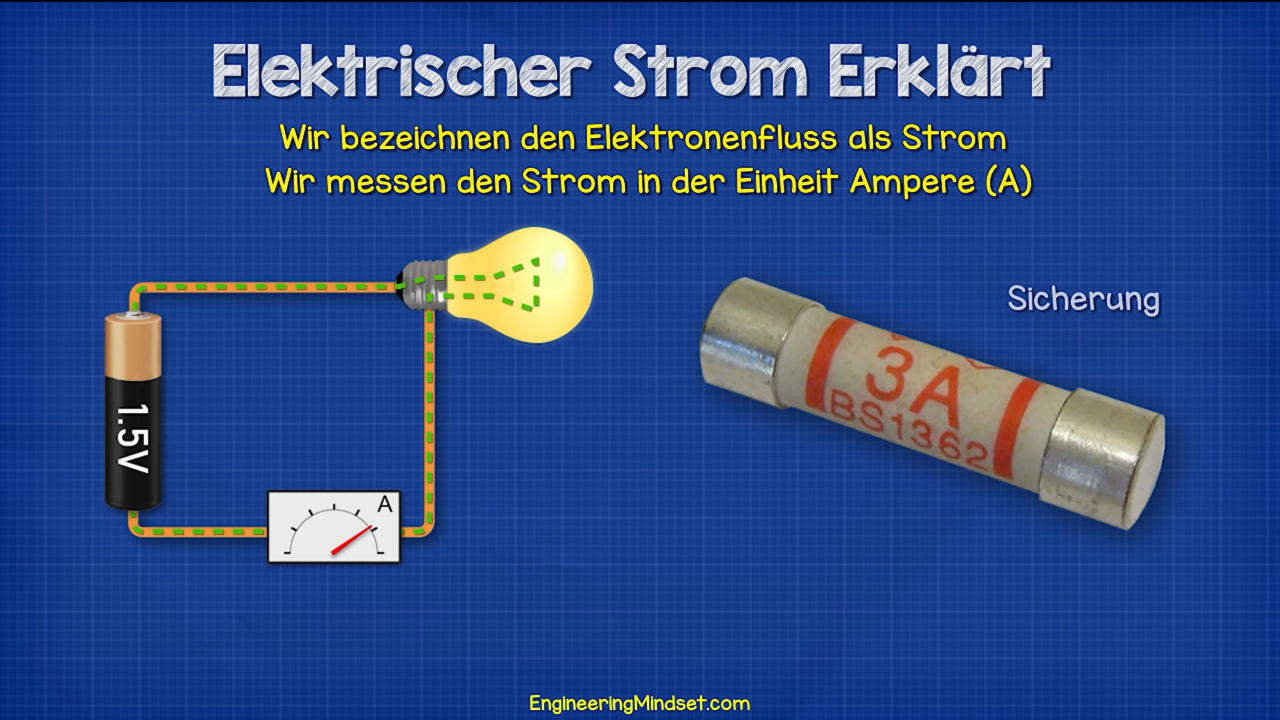 Elektrischer Strom Erklärt
Wir bezeichnen den Elektronenfluss als Strom
Wir messen den Strom in der Einheit Ampere (A)
Sicherung
3A
BS1362
1.5V
A
EngineeringMindset.com